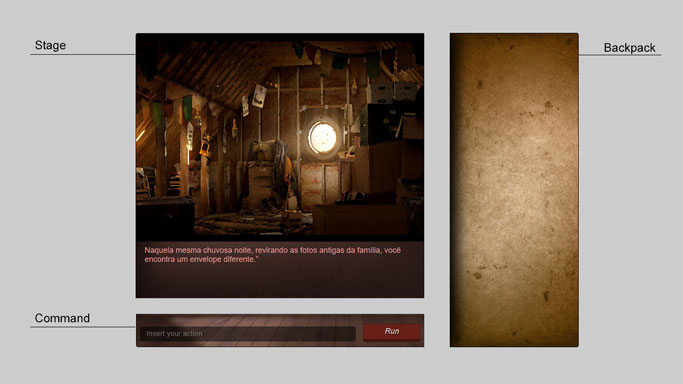 Stage
Backpack
Naquela mesma chuvosa noite, revirando as fotos antigas da família, você
encontra um envelope diferente."
Command
Insert your action
Run